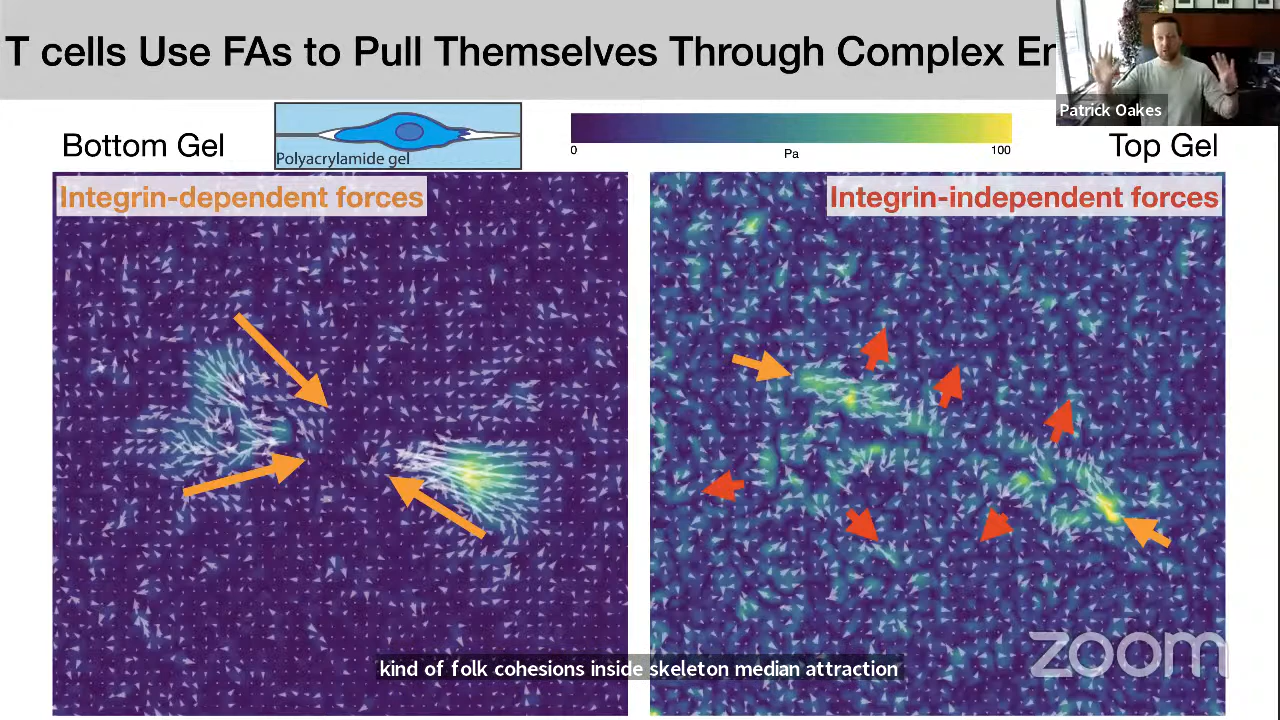 T cells Use FAs to Pull Themselves Through Complex En
Patrick Oakes
Bottom Gel
Polyacrylamide gel
0
Pa
100
Top Gel
Integrin-dependent forces
Integrin-independent forces
kind of folk cohesions inside skeleton median attraction
zoom